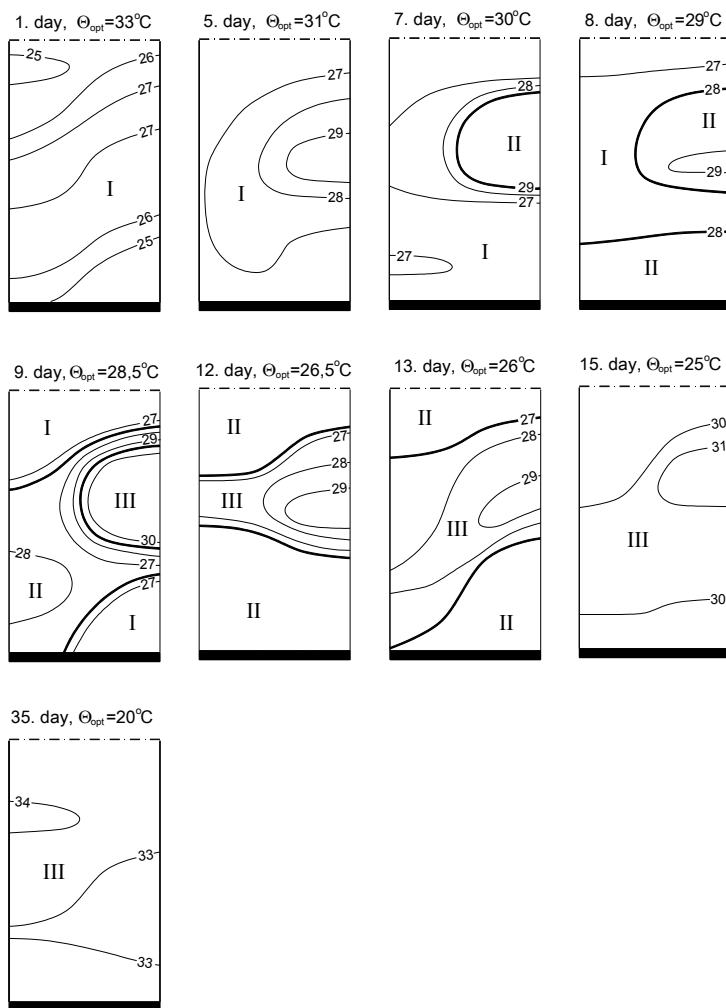 1. day, Θopt=33°C
5. day, Θopt=31°C
7. day, Θopt=30°C
8. day, Θopt=29°C
25
26
27
27
I
26
25
27
29
I
28
28
II
29
27
27
I
27
28
II
I
29
28
II
9. day, Θopt=28,5°C
12. day, Θopt=26,5°C
13. day, Θopt=26°C
15. day, Θopt=25°C
I
27
29
III
30
28
27
II
27
I
II
27
28
III
29
II
II
27
28
29
III
II
30
31
III
30
35. day, Θopt=20°C
34
33
III
33